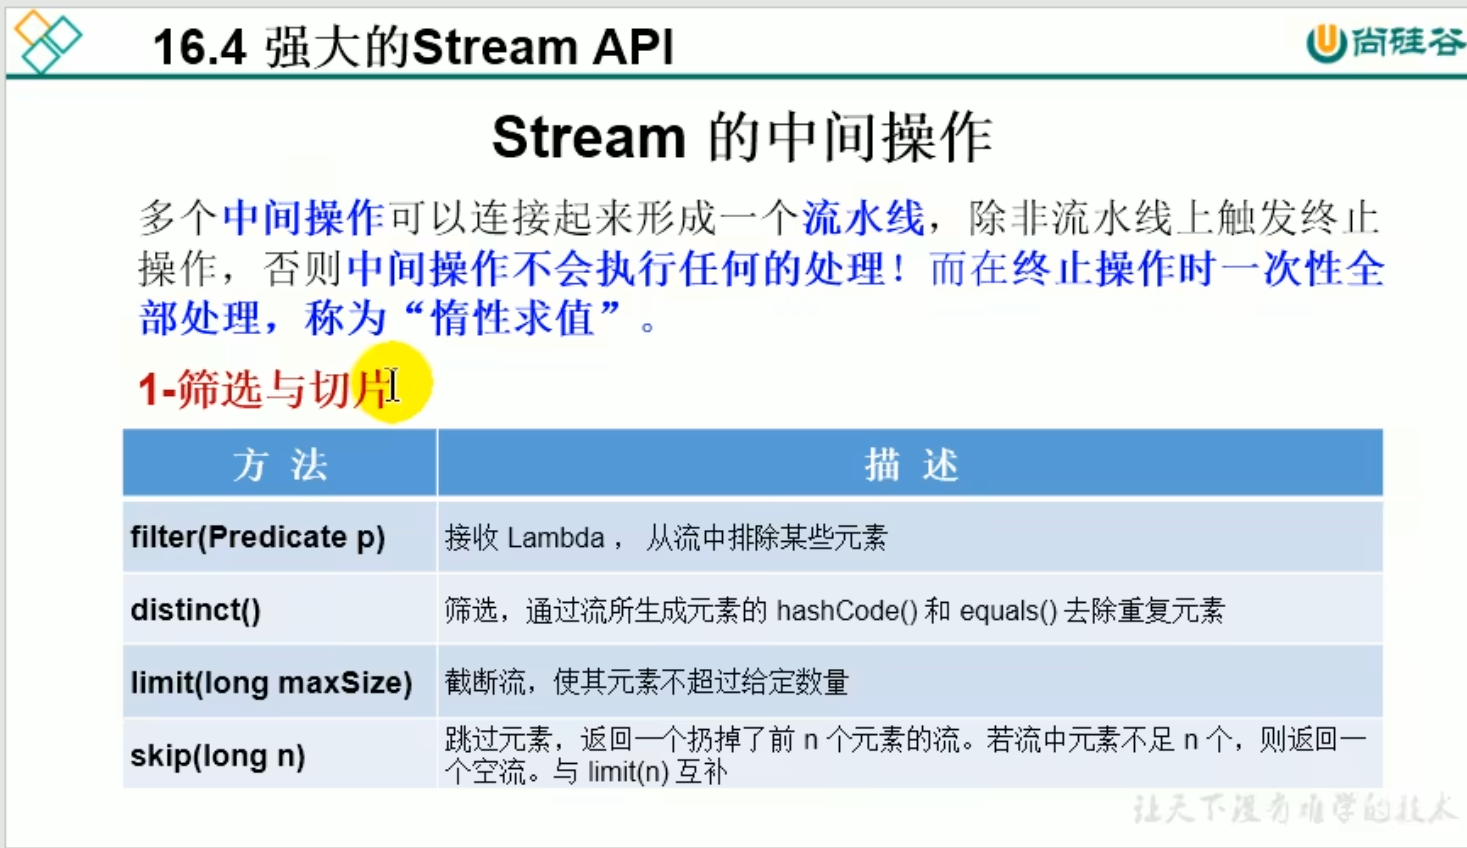 16.4 强大的Stream API
尚硅谷
Stream 的中间操作
多个中间操作可以连接起来形成一个流水线，除非流水线上触发终止
操作，否则中间操作不会执行任何的处理！而在终止操作时一次性全
部处理，称为“惰性求值”。
1-筛选与切片
方 法 描 述
filter(Predicate p) 接收 Lambda ， 从流中排除某些元素
distinct() 筛选，通过流所生成元素的 hashCode() 和 equals() 去除重复元素
limit(long maxSize) 截断流，使其元素不超过给定数量
skip(long n) 跳过元素，返回一个扔掉了前 n 个元素的流。若流中元素不足 n 个，则返回一
个空流。与 limit(n) 互补
让天下没有难学的技术